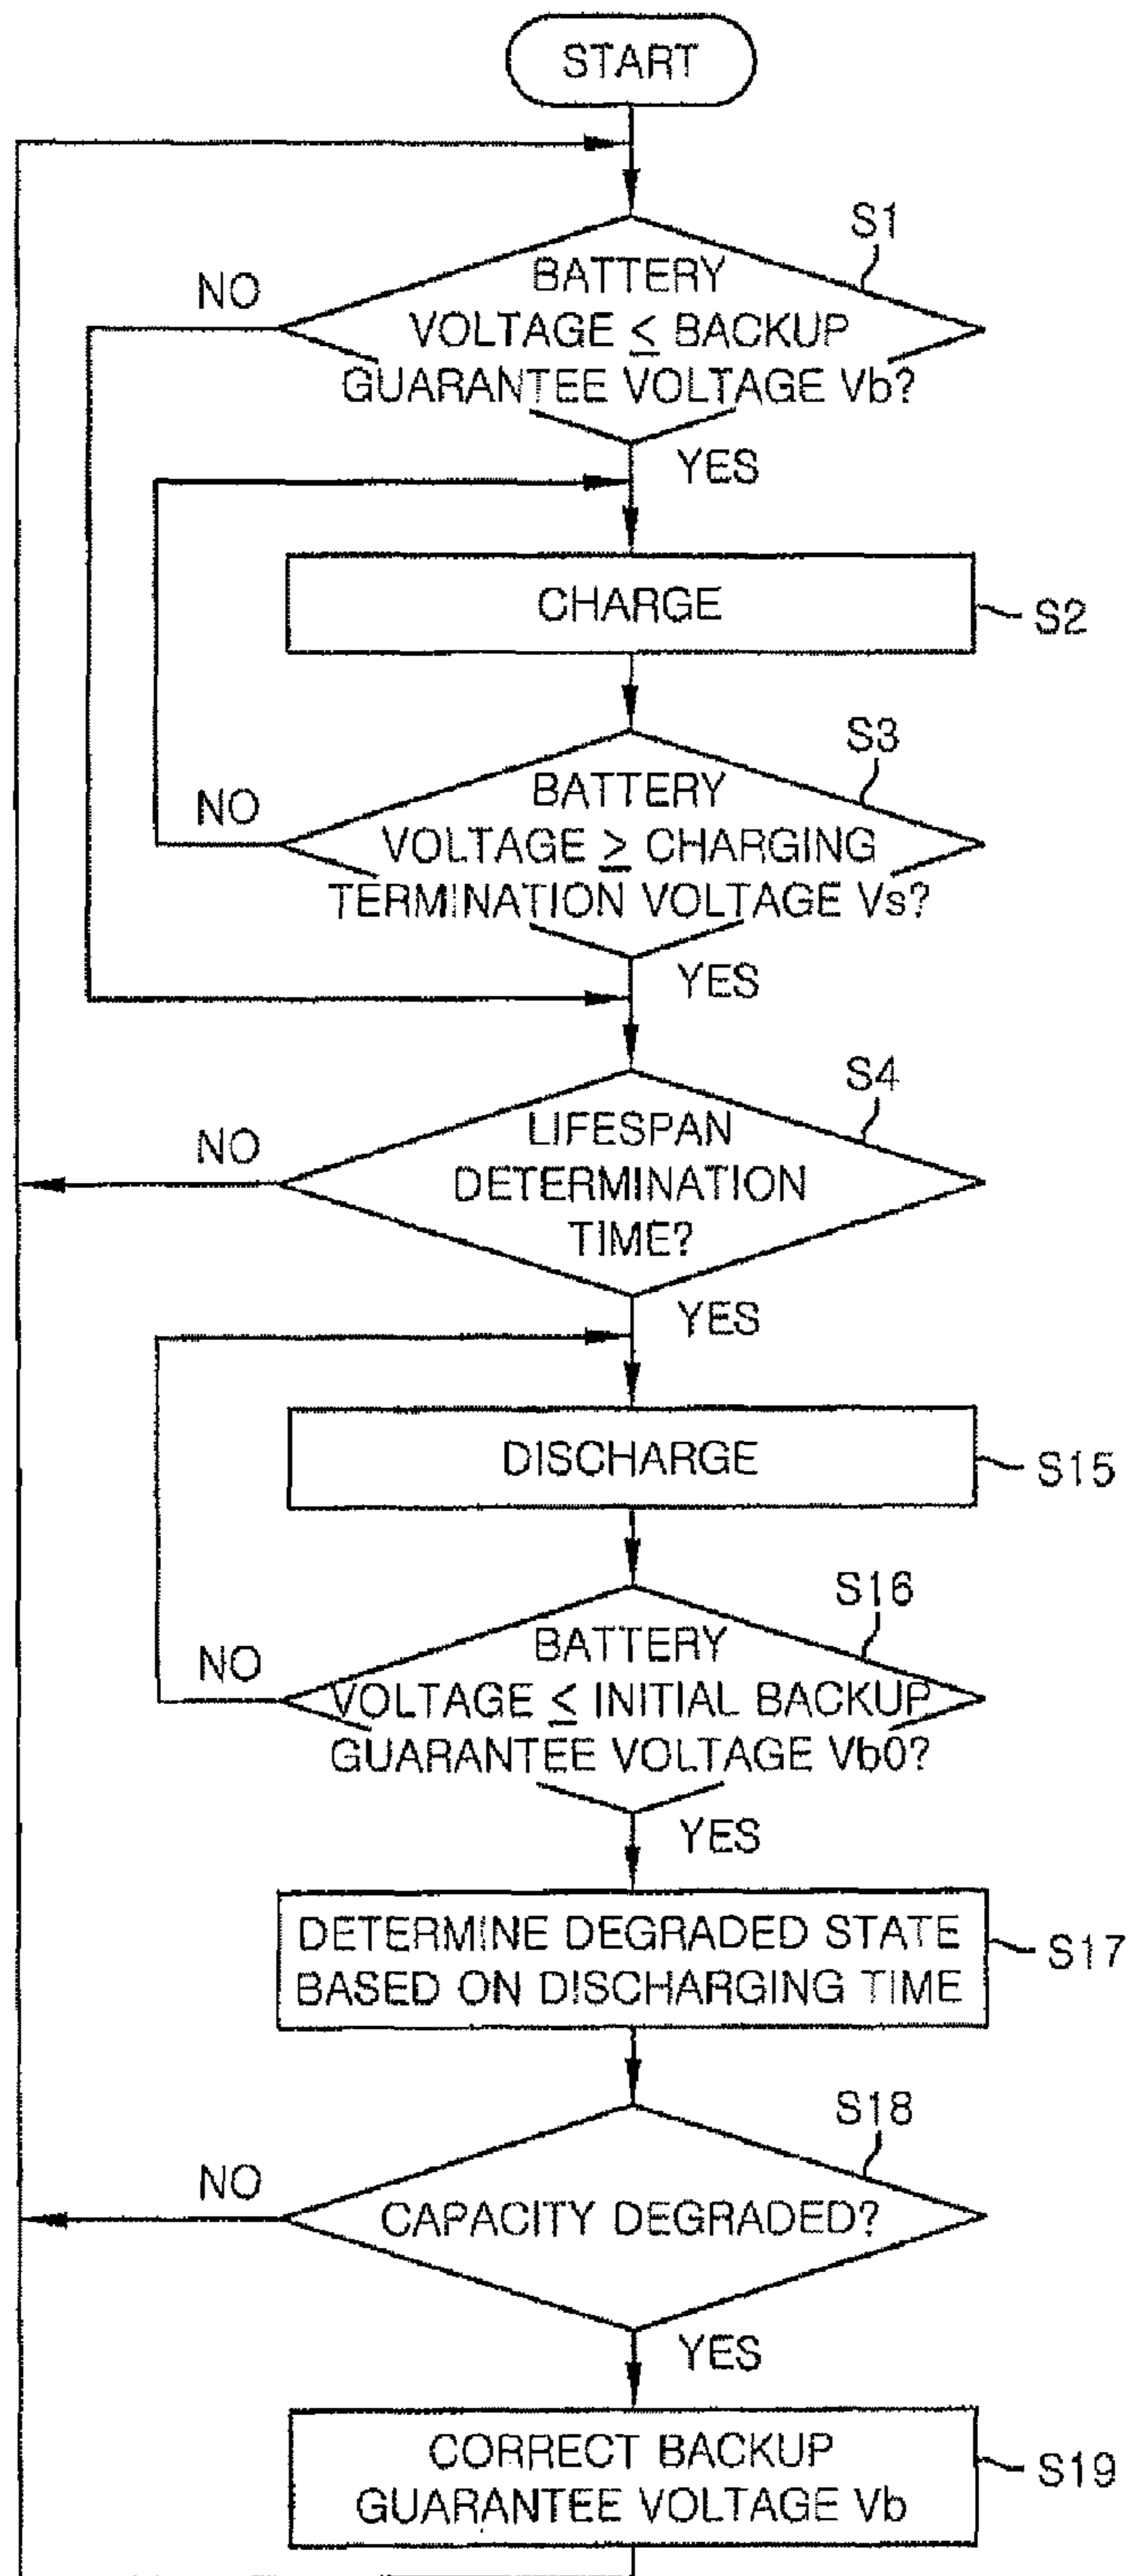 START
S1
NO
BATTERY
VOLTAGE ≤ BACKUP
GUARANTEE VOLTAGE Vb?
YES
CHARGE
S2
S3
NO
BATTERY
VOLTAGE ≥ CHARGING
TERMINATION VOLTAGE Vs?
YES
S4
NO
LIFESPAN
DETERMINATION
TIME?
YES
DISCHARGE
S15
S16
NO
BATTERY
VOLTAGE ≤ INITIAL BACKUP
GUARANTEE VOLTAGE Vb0?
YES
DETERMINE DEGRADED STATE
BASED ON DISCHARGING TIME
S17
S18
NO
CAPACITY DEGRADED?
YES
CORRECT BACKUP
GUARANTEE VOLTAGE Vb
S19